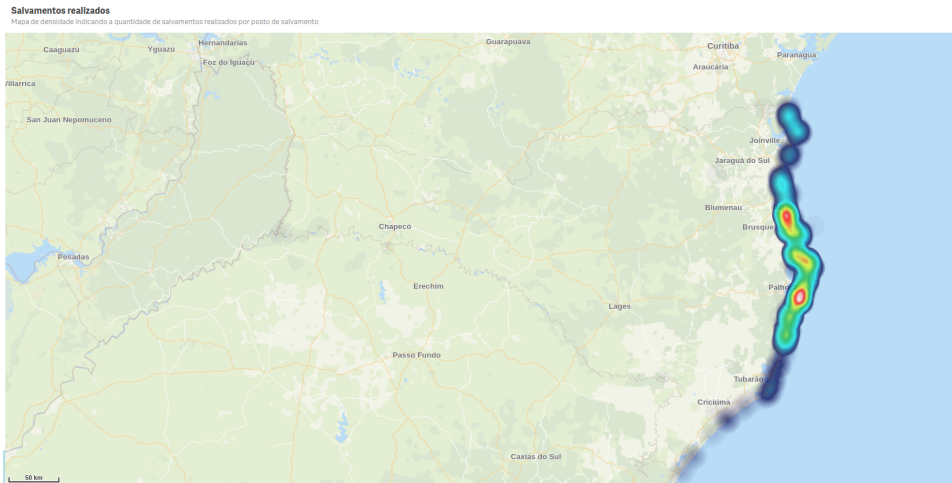 Salvamentos realizados
Mapa de densidade indicando a quantidade de salvamentos realizados por posto de salvamento
Guarapuava
Hernandarias
Curitiba
Caaguazú
Yguazú
Paranaguá
Foz do Iguaçu
Araucária
Villarrica
San Juan Nepomuceno
Joinville
Jaraguá do Sul
Blumenau
Chapecó
Brusque
Posadas
Erechim
Palho
Lages
Passo Fundo
Tubarão
Criciúma
Caxias do Sul
50 km